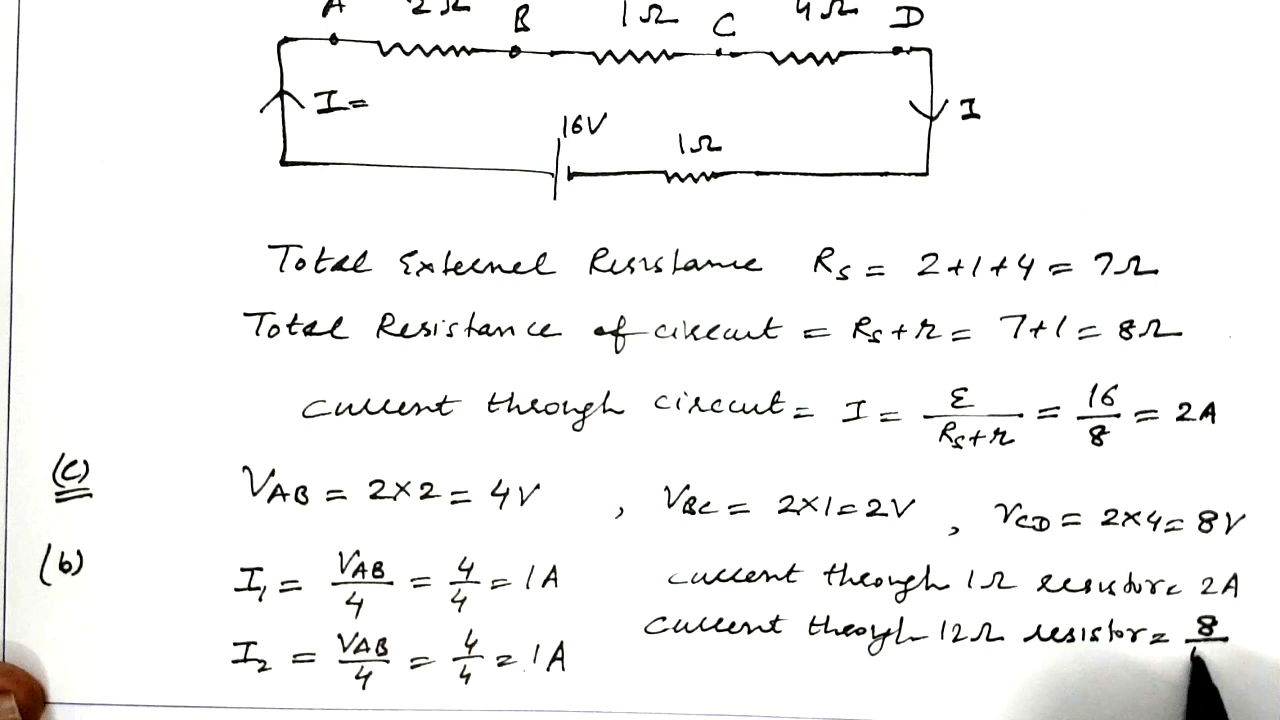 A 2Ω B 1Ω C 4Ω D
I =
I
16V
1Ω
Total External Resistance Rs = 2+1+4 = 7Ω
Total Resistance of circuit = Rs+r = 7+1 = 8Ω
current through circuit = I = ε/(Rs+r) = 16/8 = 2A
(c) VAB = 2×2 = 4V , VBC = 2×1=2V , VCD = 2×4= 8V
(b) I1 = VAB/4 = 4/4 = 1A current through 1Ω resistor= 2A
I2 = VAB/4 = 4/4 = 1A current through 12Ω resistor= 8/